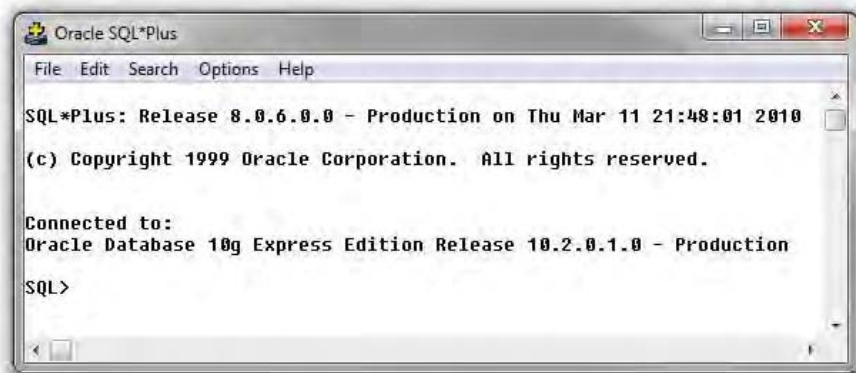 Oracle SQL*Plus
File Edit Search Options Help
SQL*Plus: Release 8.0.6.0.0 - Production on Thu Mar 11 21:48:01 2010
(c) Copyright 1999 Oracle Corporation.  All rights reserved.
Connected to:
Oracle Database 10g Express Edition Release 10.2.0.1.0 - Production
SQL>